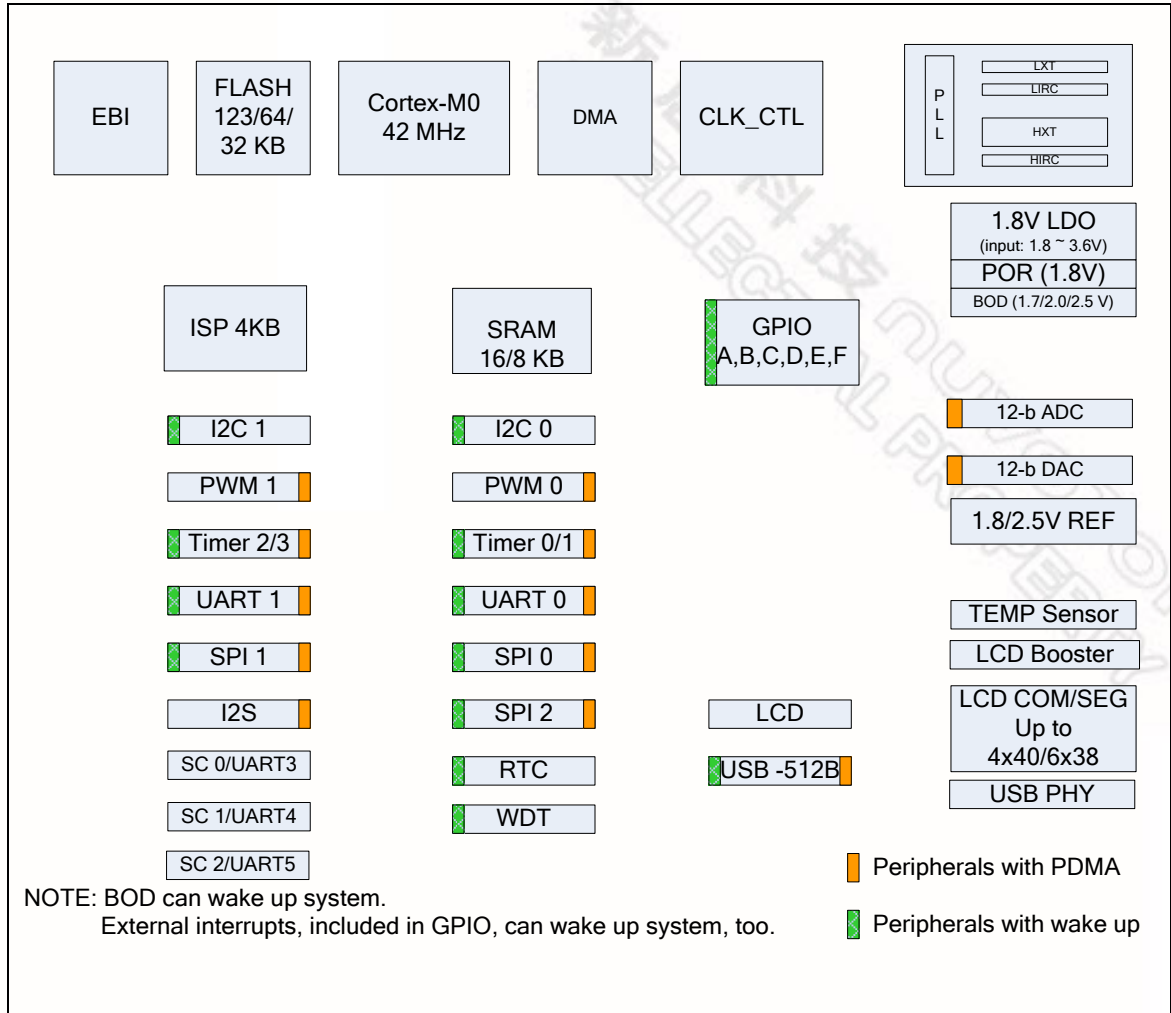 EBI
FLASH
123/64/
32 KB
Cortex-M0
42 MHz
DMA
CLK_CTL
P
L
L
LXT
LIRC
HXT
HIRC
1.8V LDO
(input: 1.8 ~ 3.6V)
POR (1.8V)
BOD (1.7/2.0/2.5 V)
ISP 4KB
SRAM
16/8 KB
GPIO
A,B,C,D,E,F
I2C 1
I2C 0
12-b ADC
PWM 1
PWM 0
12-b DAC
Timer 2/3
Timer 0/1
1.8/2.5V REF
UART 1
UART 0
TEMP Sensor
SPI 1
SPI 0
LCD Booster
I2S
SPI 2
LCD
LCD COM/SEG
Up to
4x40/6x38
SC 0/UART3
RTC
USB -512B
USB PHY
SC 1/UART4
WDT
SC 2/UART5
Peripherals with PDMA
NOTE: BOD can wake up system.
External interrupts, included in GPIO, can wake up system, too.
Peripherals with wake up